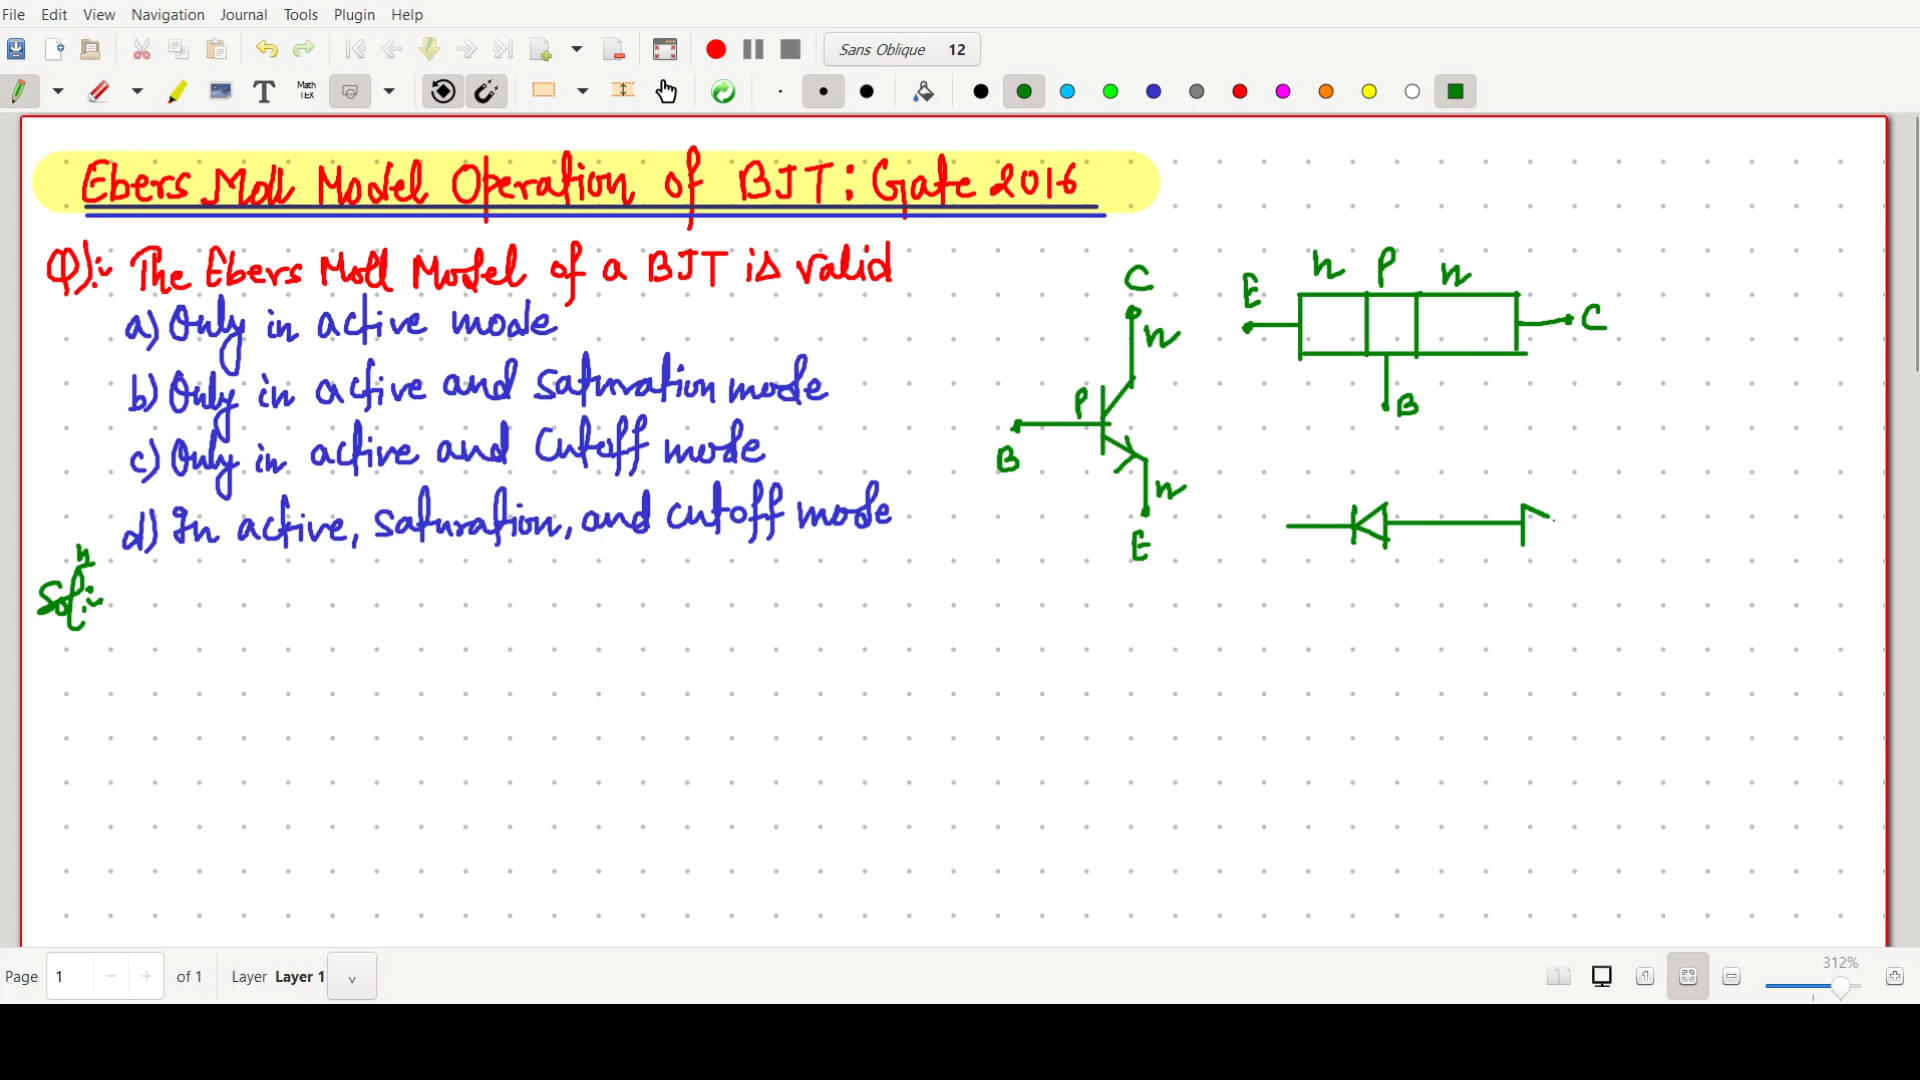 File Edit View Navigation Journal Tools Plugin Help
Sans Oblique 12
Math TEX
Ebers Moll Model Operation of BJT: Gate 2016
Q):- The Ebers Moll Model of a BJT is valid
a) Only in active mode
b) Only in active and saturation mode
c) Only in active and cutoff mode
d) In active, saturation, and cutoff mode
Solⁿ:-
C
n
P
B
n
E
n P n
E
C
B
Page 1 of 1 Layer Layer 1
312%